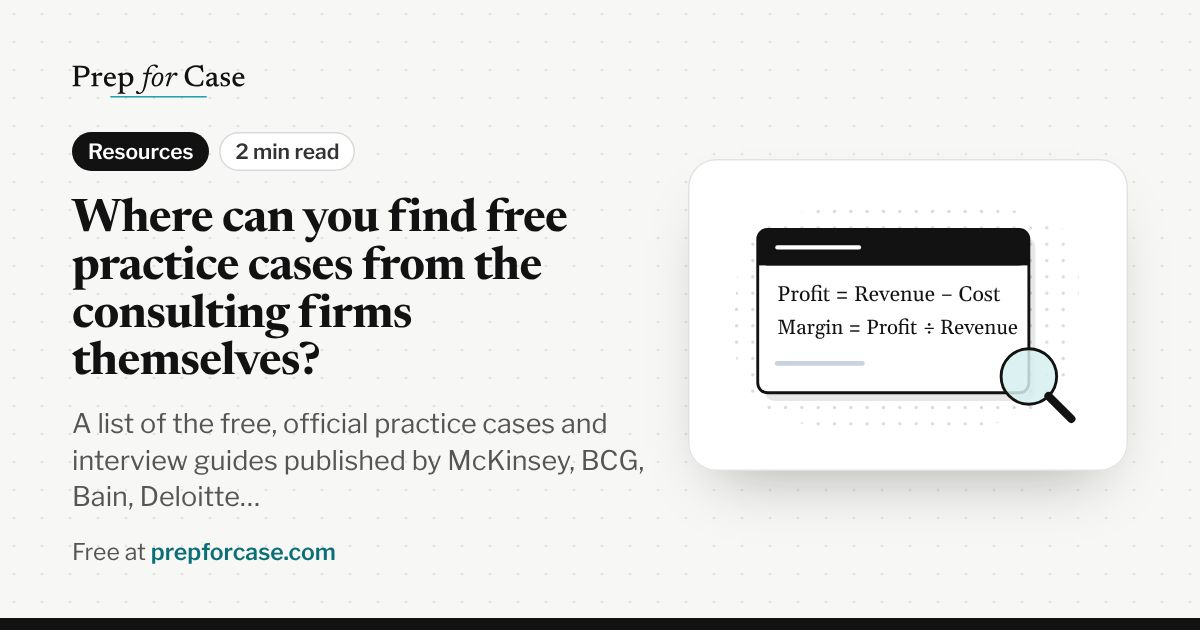 Prep for Case
Resources
2 min read
Where can you find free
practice cases from the
consulting firms
themselves?
A list of the free, official practice cases and
interview guides published by McKinsey, BCG,
Bain, Deloitte…
Free at prepforcase.com
Profit = Revenue − Cost
Margin = Profit ÷ Revenue